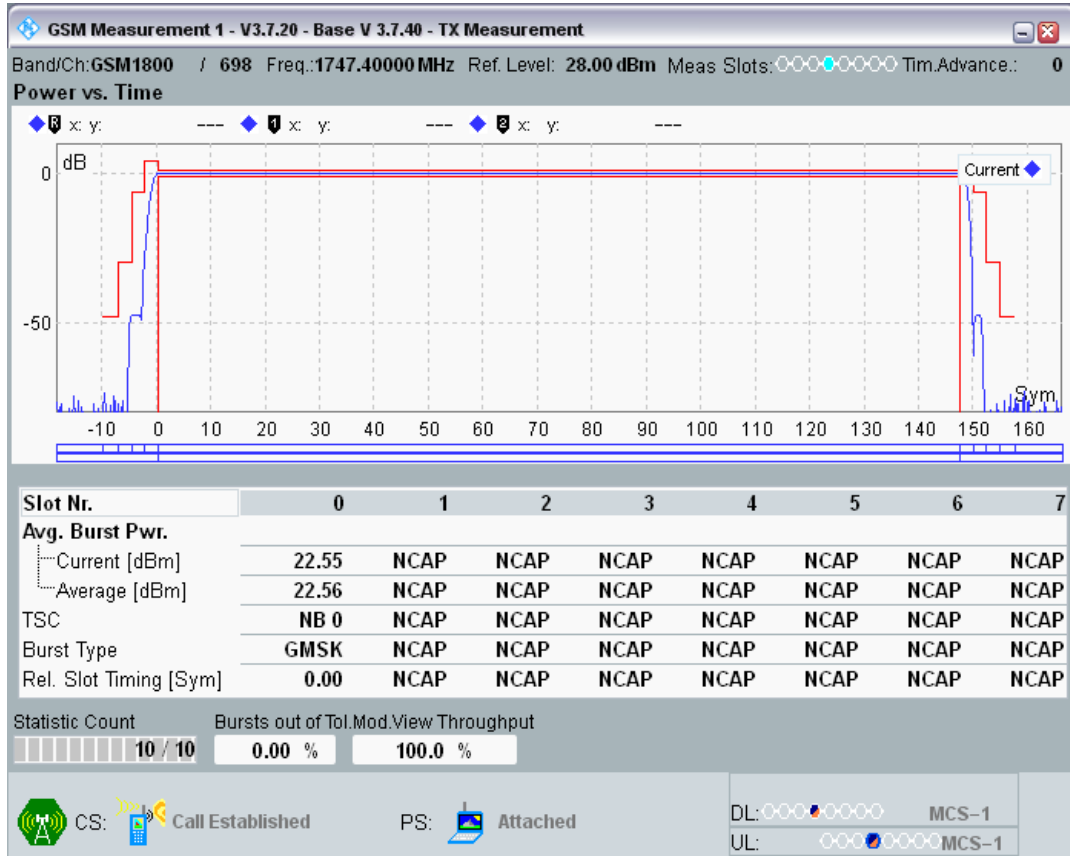 GSM Measurement 1 - V3.7.20 - Base V 3.7.40 - TX Measurement
Band/Ch:GSM1800 / 698 Freq.:1747.40000 MHz Ref. Level: 28.00 dBm Meas Slots: Tim.Advance.: 0
Power vs. Time
R x: y: --- 1 x: y: --- 2 x: y: ---
dB
0
Current
-50
Sym
-10 0 10 20 30 40 50 60 70 80 90 100 110 120 130 140 150 160
Slot Nr. 0 1 2 3 4 5 6 7
Avg. Burst Pwr.
Current [dBm] 22.55 NCAP NCAP NCAP NCAP NCAP NCAP NCAP
Average [dBm] 22.56 NCAP NCAP NCAP NCAP NCAP NCAP NCAP
TSC NB 0 NCAP NCAP NCAP NCAP NCAP NCAP NCAP
Burst Type GMSK NCAP NCAP NCAP NCAP NCAP NCAP NCAP
Rel. Slot Timing [Sym] 0.00 NCAP NCAP NCAP NCAP NCAP NCAP NCAP
Statistic Count Bursts out of Tol. Mod.View Throughput
10 / 10 0.00 % 100.0 %
CS: Call Established PS: Attached
DL: MCS-1
UL: MCS-1